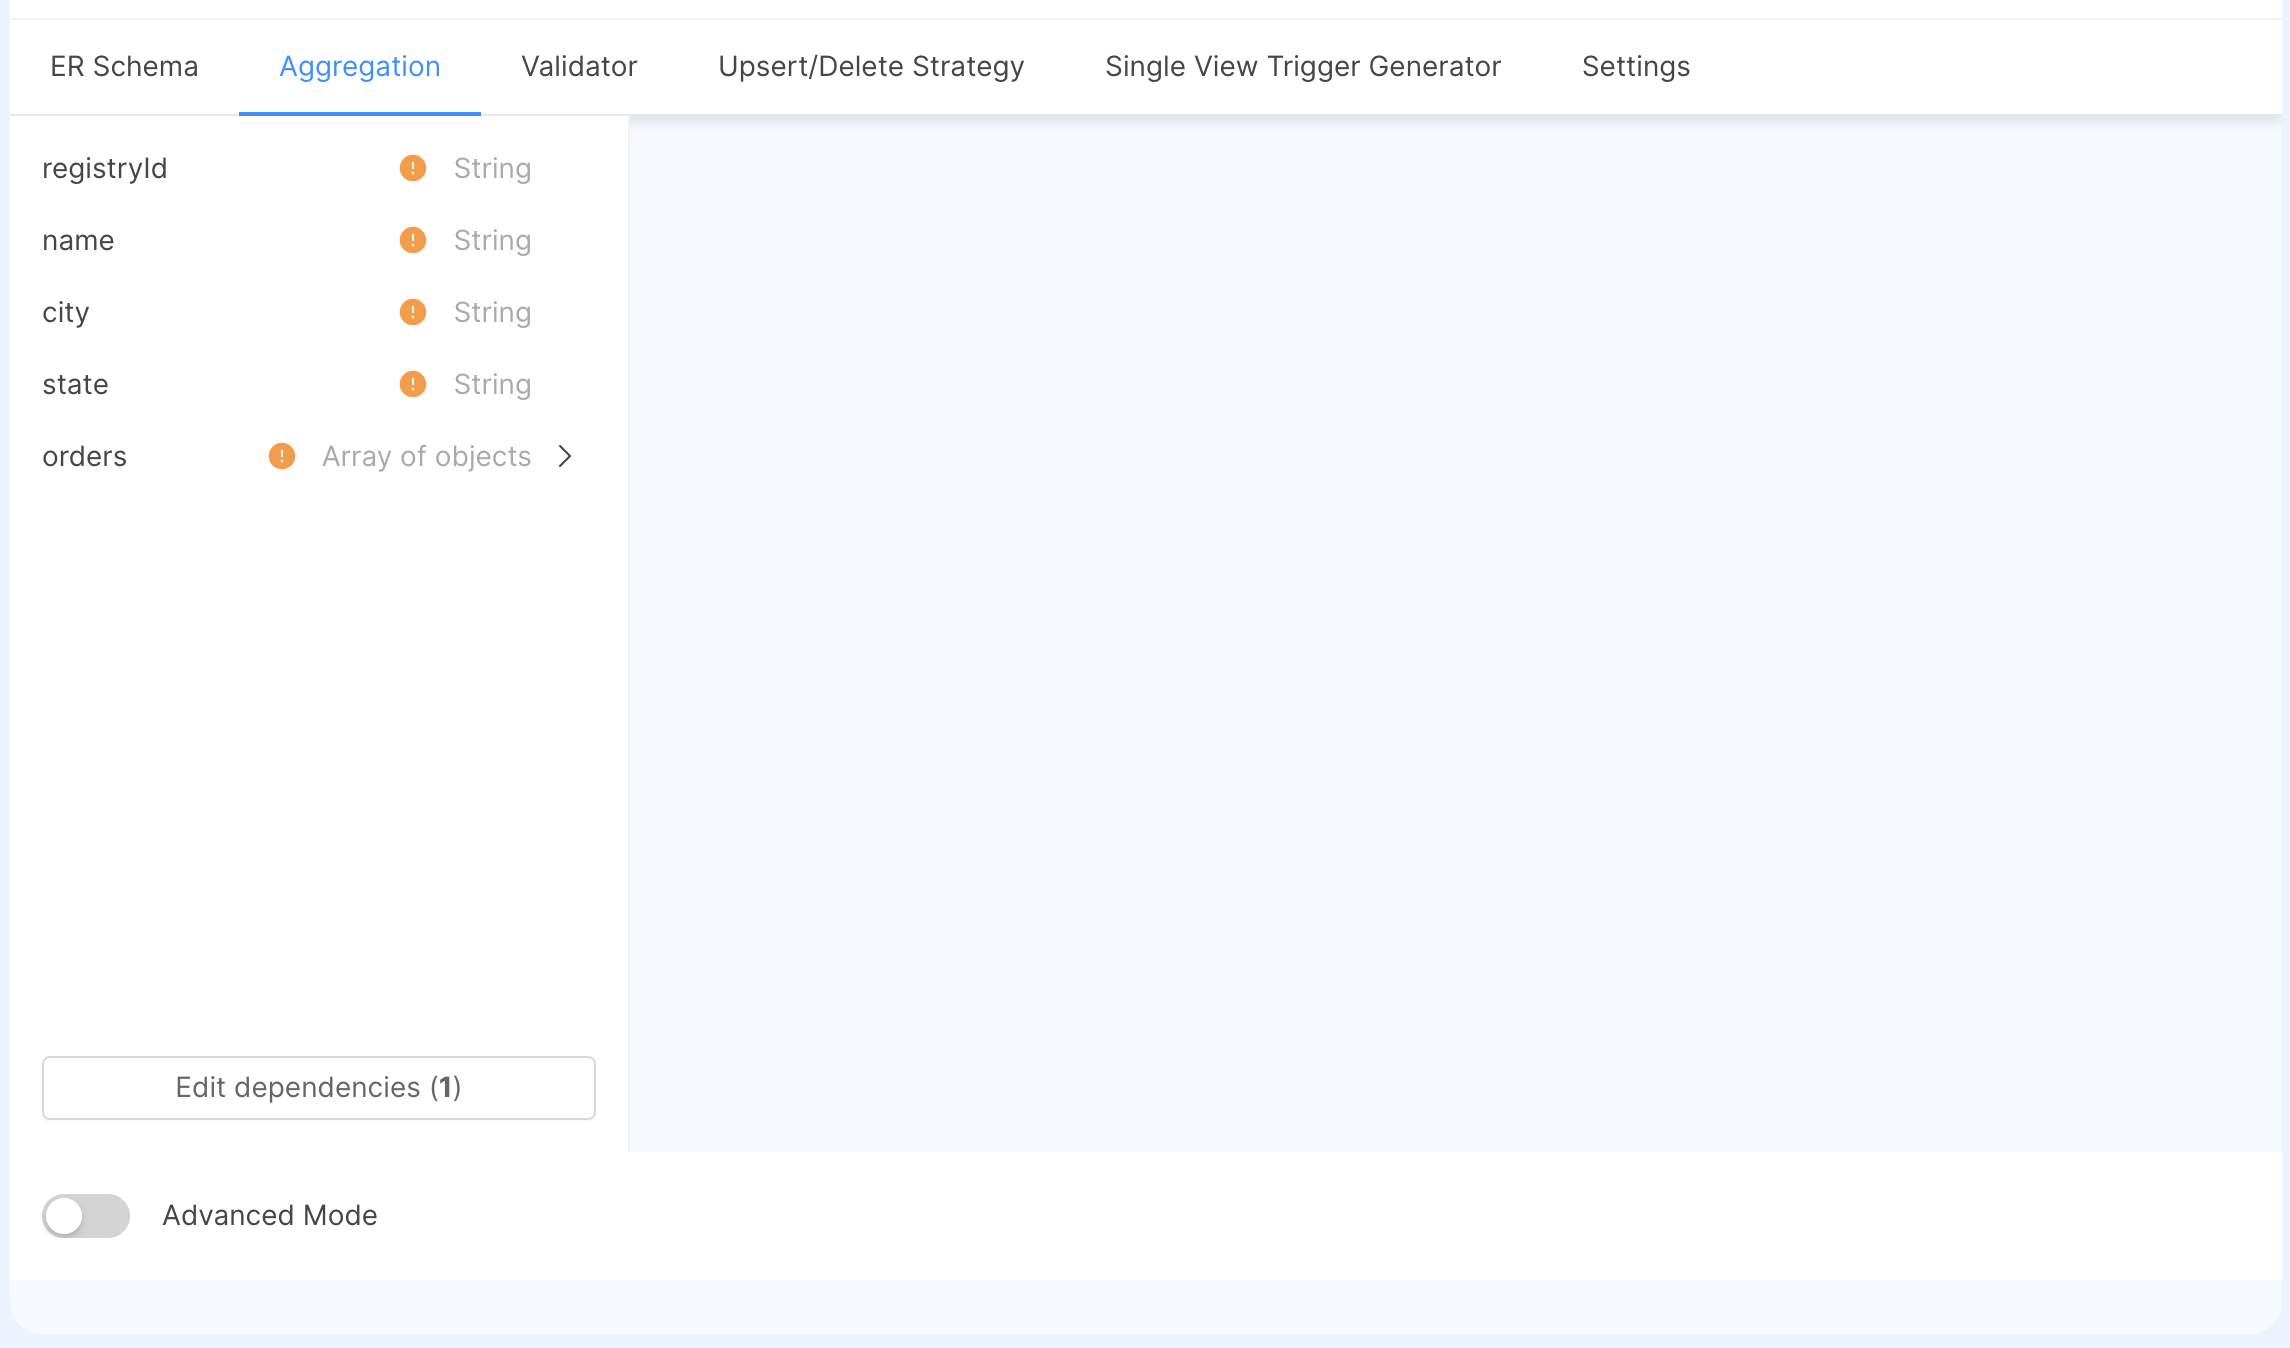 ER Schema Aggregation Validator Upsert/Delete Strategy Single View Trigger Generator Settings
registryId ! String
name ! String
city ! String
state ! String
orders ! Array of objects
Edit dependencies (1)
Advanced Mode